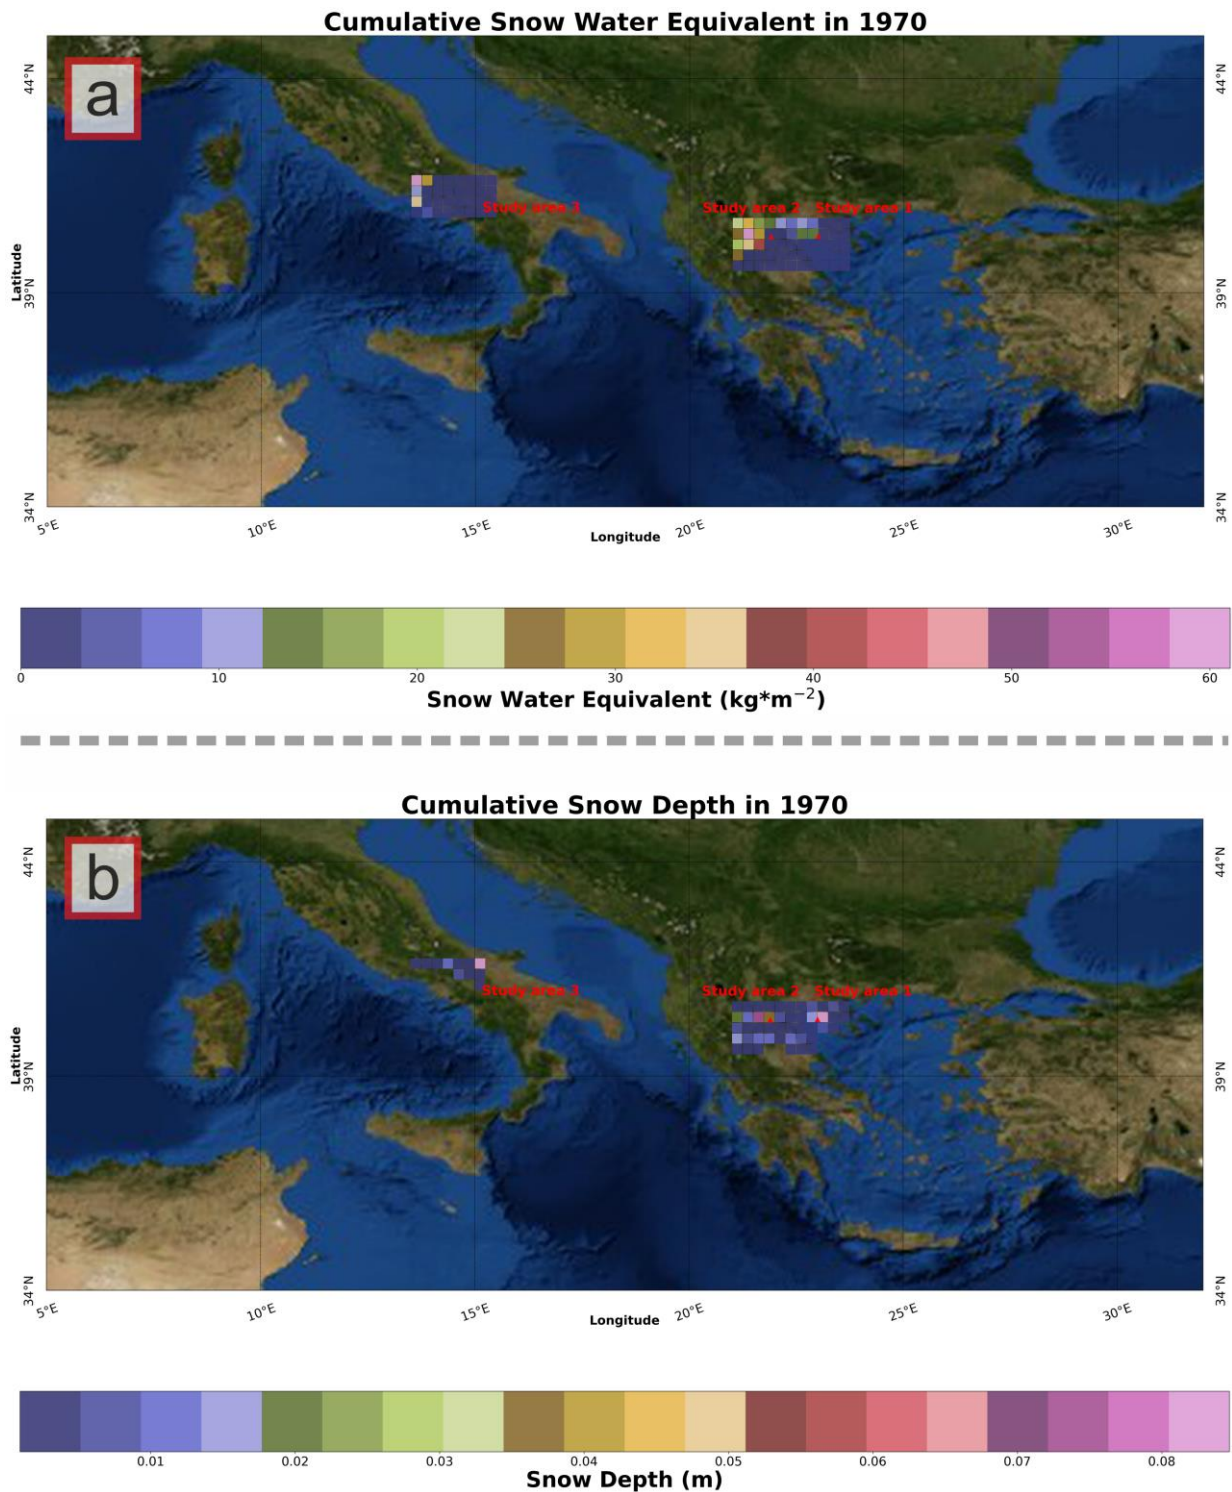 Cumulative Snow Water Equivalent in 1970
a
44°N
44°N
Study area 3
Study area 2
Study area 1
Latitude
39°N
39°N
34°N
34°N
5°E
10°E
15°E
20°E
25°E
30°E
Longitude
0
10
20
30
40
50
60
Snow Water Equivalent (kg*m⁻²)
Cumulative Snow Depth in 1970
b
44°N
44°N
Study area 3
Study area 2
Study area 1
Latitude
39°N
39°N
34°N
34°N
5°E
10°E
15°E
20°E
25°E
30°E
Longitude
0.01
0.02
0.03
0.04
0.05
0.06
0.07
0.08
Snow Depth (m)